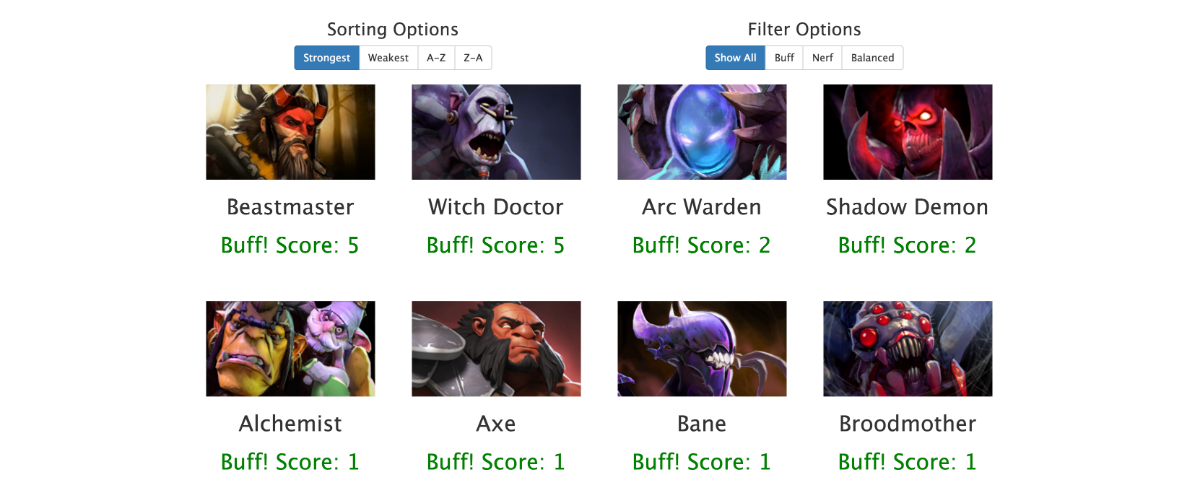 Sorting Options
Filter Options
Strongest Weakest A-Z Z-A
Show All Buff Nerf Balanced
Beastmaster
Witch Doctor
Arc Warden
Shadow Demon
Buff! Score: 5
Buff! Score: 5
Buff! Score: 2
Buff! Score: 2
Alchemist
Axe
Bane
Broodmother
Buff! Score: 1
Buff! Score: 1
Buff! Score: 1
Buff! Score: 1